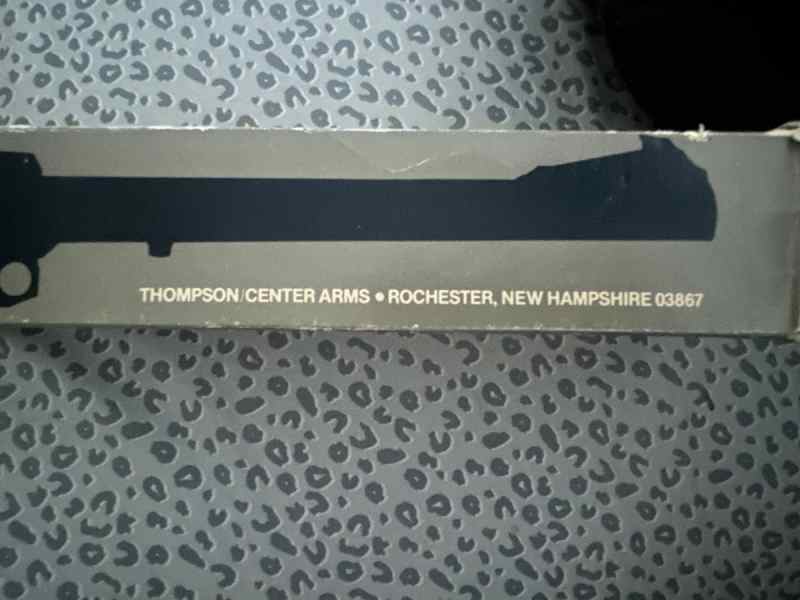 THOMPSON/CENTER ARMS • ROCHESTER, NEW HAMPSHIRE 03867